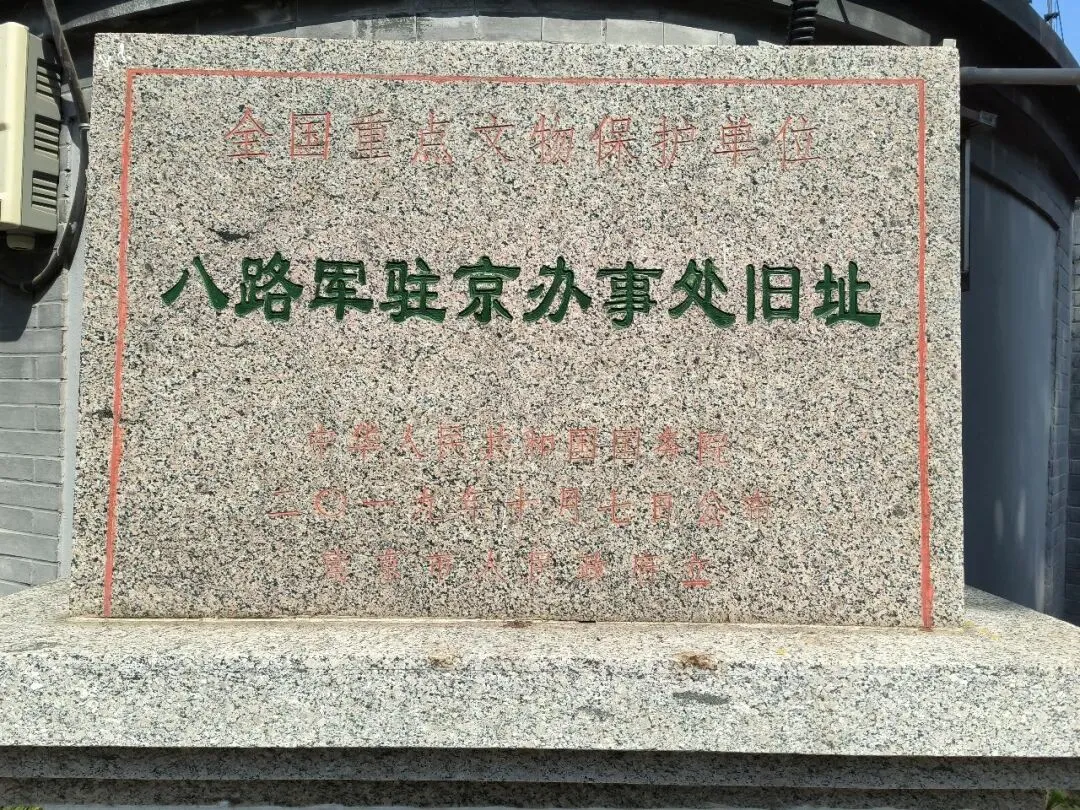 全国重点文物保护单位
八路军驻京办事处旧址
中华人民共和国国务院
二〇一九年十月七日公布
南京市人民政府立